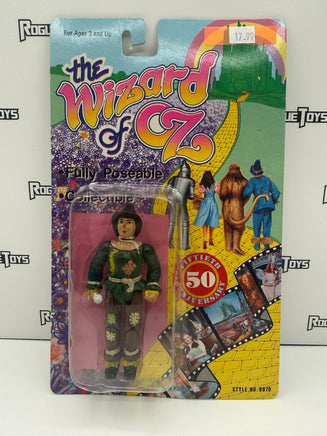 For Ages 3 and Up
17.99
the
Wizard
of OZ
•Fully Poseable
•Collectible
FIFTIETH
50
ANNIVERSARY
STYLE NO. 9870
ROGUE TOYS